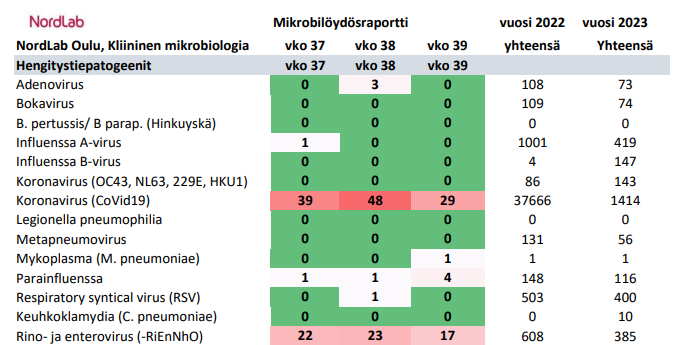 NordLab Mikrobilöydösraportti vuosi 2022 vuosi 2023
NordLab Oulu, Kliininen mikrobiologia vko 37 vko 38 vko 39 yhteensä Yhteensä
Hengitystiepatogeenit vko 37 vko 38 vko 39
Adenovirus 0 3 0 108 73
Bokavirus 0 0 0 109 74
B. pertussis/ B parap. (Hinkuyskä) 0 0 0 0 0
Influenssa A-virus 1 0 0 1001 419
Influenssa B-virus 0 0 0 4 147
Koronavirus (OC43, NL63, 229E, HKU1) 0 0 0 86 143
Koronavirus (CoVid19) 39 48 29 37666 1414
Legionella pneumophilia 0 0 0 0 0
Metapneumovirus 0 0 0 131 56
Mykoplasma (M. pneumoniae) 0 0 1 1 1
Parainfluenssa 1 1 4 148 116
Respiratory syntical virus (RSV) 0 1 0 503 400
Keuhkoklamydia (C. pneumoniae) 0 0 0 0 10
Rino- ja enterovirus (-RiEnNhO) 22 23 17 608 385